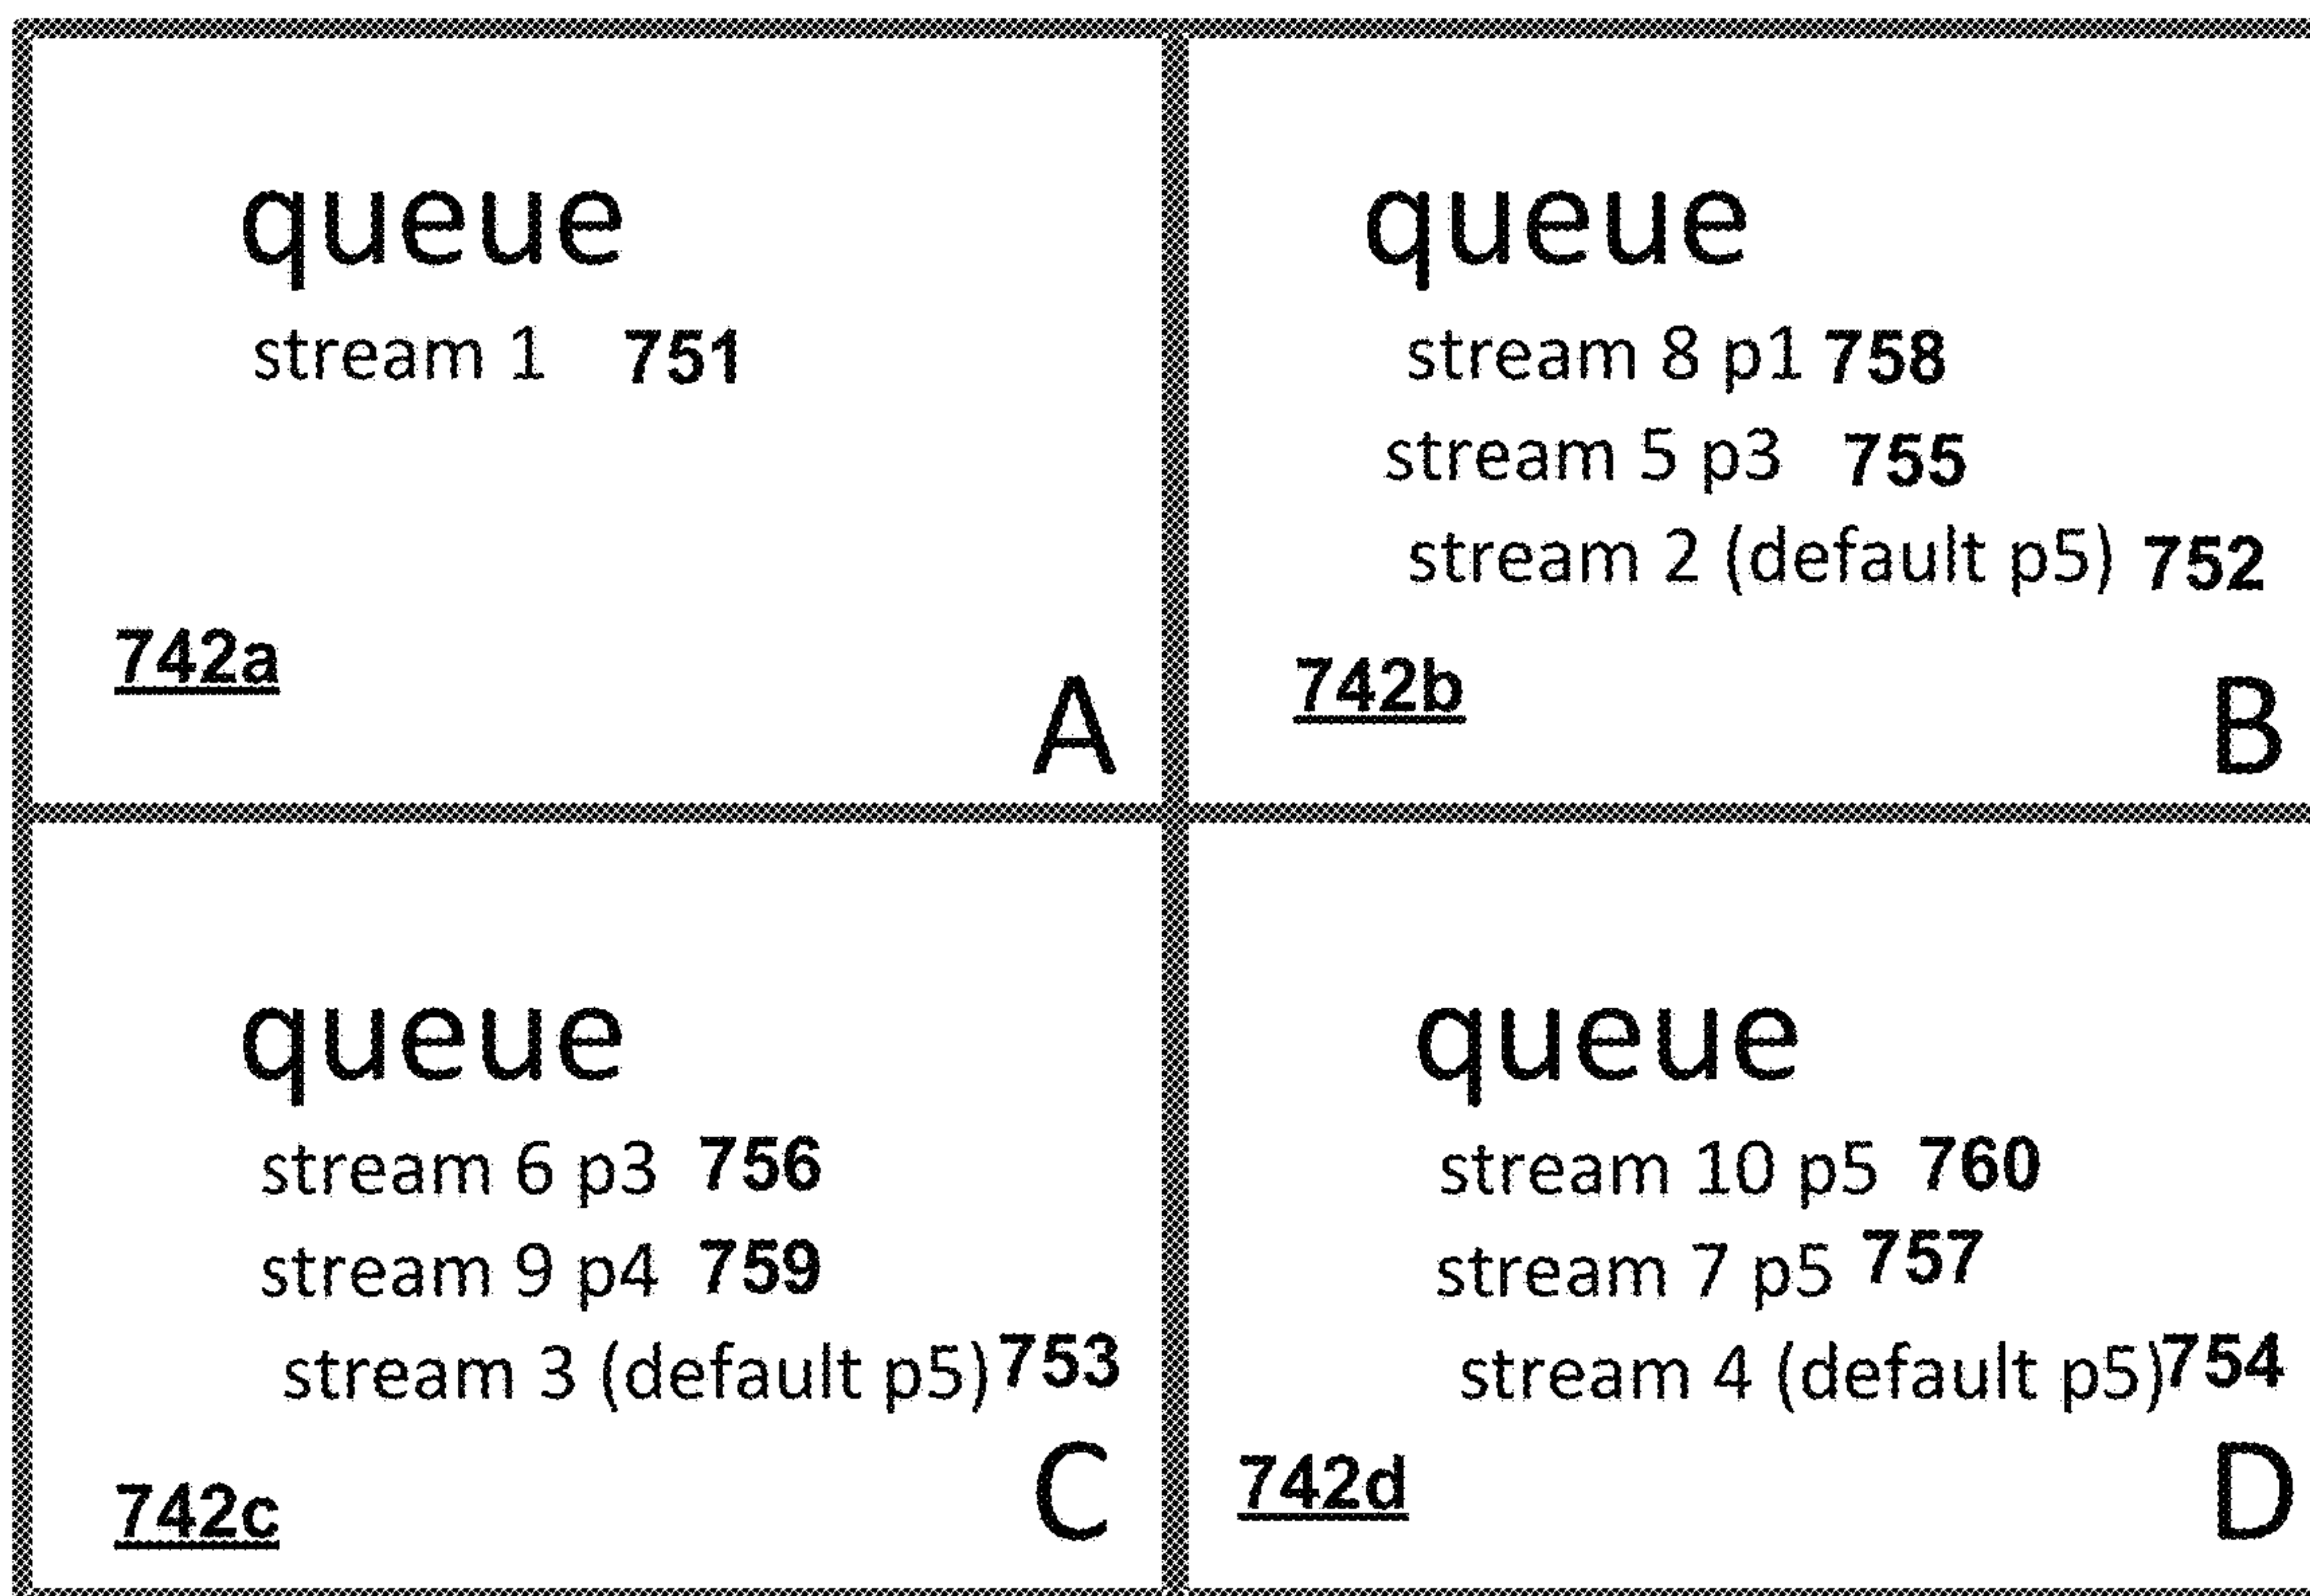 queue
stream 1 751
742a
A
queue
stream 8 p1 758
stream 5 p3 755
stream 2 (default p5) 752
742b
B
queue
stream 6 p3 756
stream 9 p4 759
stream 3 (default p5) 753
742c
C
queue
stream 10 p5 760
stream 7 p5 757
stream 4 (default p5) 754
742d
D